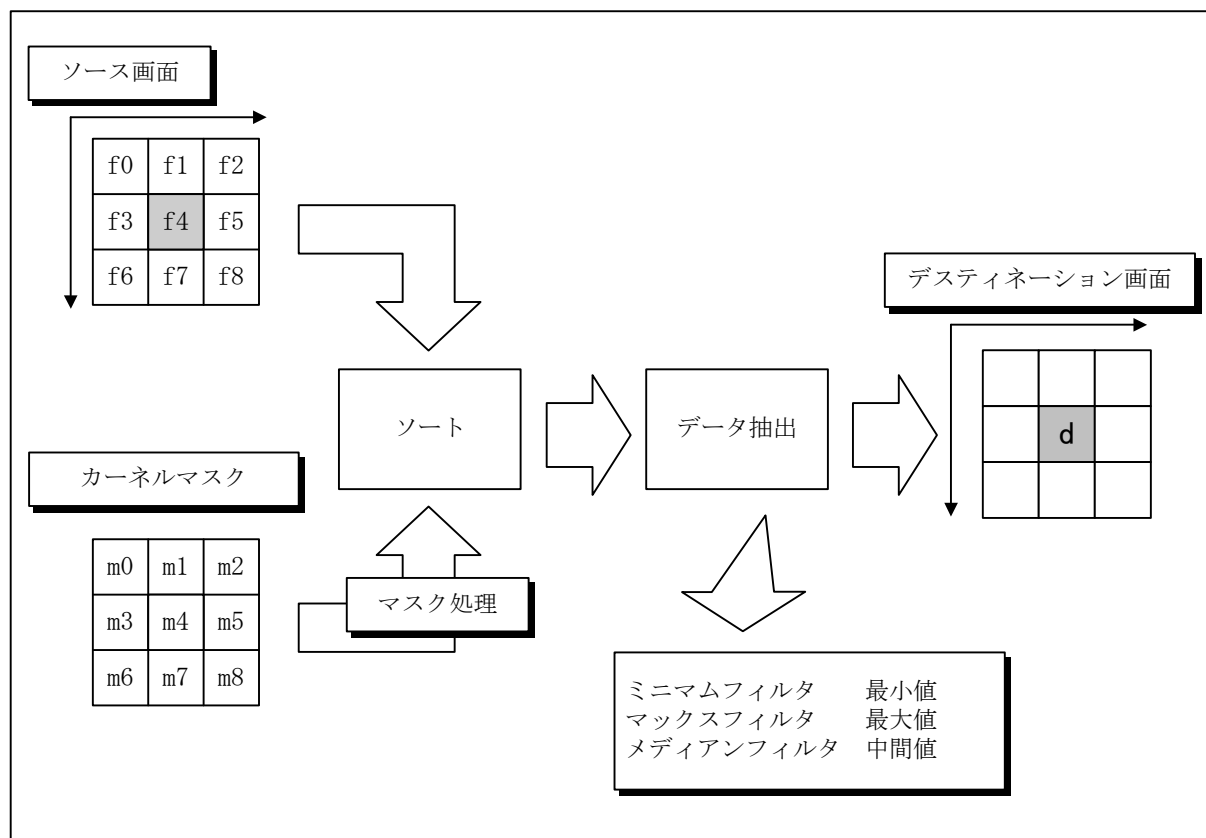 ソース画面
f0 f1 f2
f3 f4 f5
f6 f7 f8
デスティネーション画面
ソート
データ抽出
d
カーネルマスク
m0 m1 m2
m3 m4 m5
m6 m7 m8
マスク処理
ミニマムフィルタ 最小値
マックスフィルタ 最大値
メディアンフィルタ 中間値